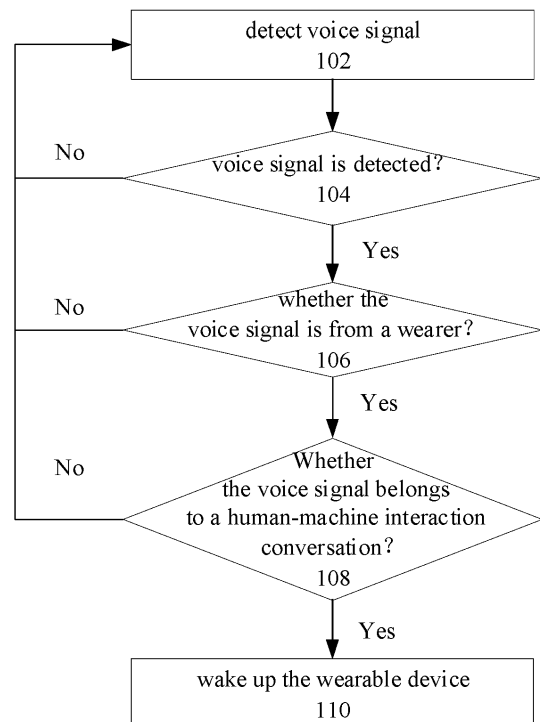 detect voice signal
102
No
voice signal is detected?
104
Yes
No
whether the
voice signal is from a wearer?
106
Yes
No
Whether
the voice signal belongs
to a human-machine interaction
conversation?
108
Yes
wake up the wearable device
110